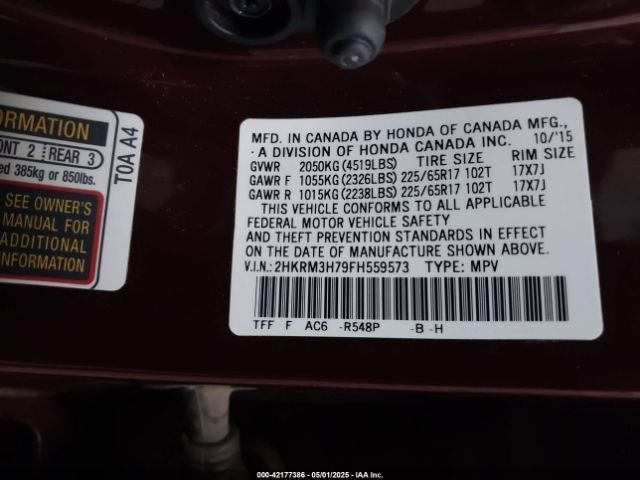 ORMATION
ONT 2 REAR 3
ed 385kg or 850lbs.
SEE OWNER'S
MANUAL FOR
ADDITIONAL
INFORMATION
T0A A4
MFD. IN CANADA BY HONDA OF CANADA MFG.,
A DIVISION OF HONDA CANADA INC. 10/'15
GVWR 2050KG (4519LBS) TIRE SIZE RIM SIZE
GAWR F 1055KG (2326LBS) 225/65R17 102T 17X7J
GAWR R 1015KG (2238LBS) 225/65R17 102T 17X7J
THIS VEHICLE CONFORMS TO ALL APPLICABLE
FEDERAL MOTOR VEHICLE SAFETY
AND THEFT PREVENTION STANDARDS IN EFFECT
ON THE DATE OF MANUFACTURE SHOWN ABOVE.
V.I.N.: 2HKRM3H79FH559573 TYPE: MPV
TFF F AC6 -R548P -B -H
000-42177386 - 05/01/2025 - IAA Inc.